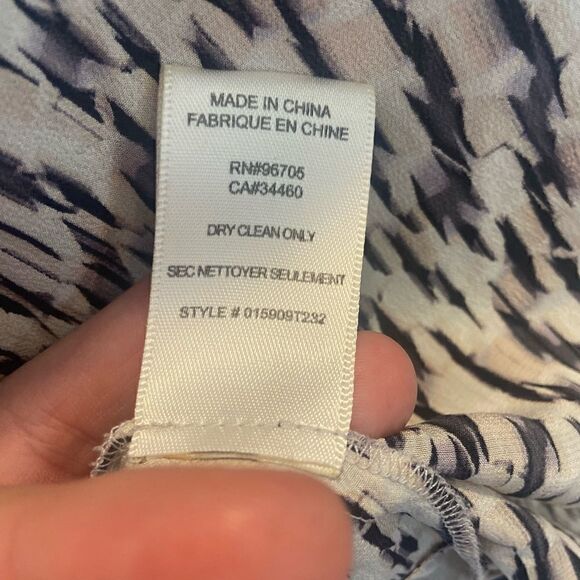 MADE IN CHINA
FABRIQUE EN CHINE
RN#96705
CA#34460
DRY CLEAN ONLY
SEC NETTOYER SEULEMENT
STYLE # 015909T232